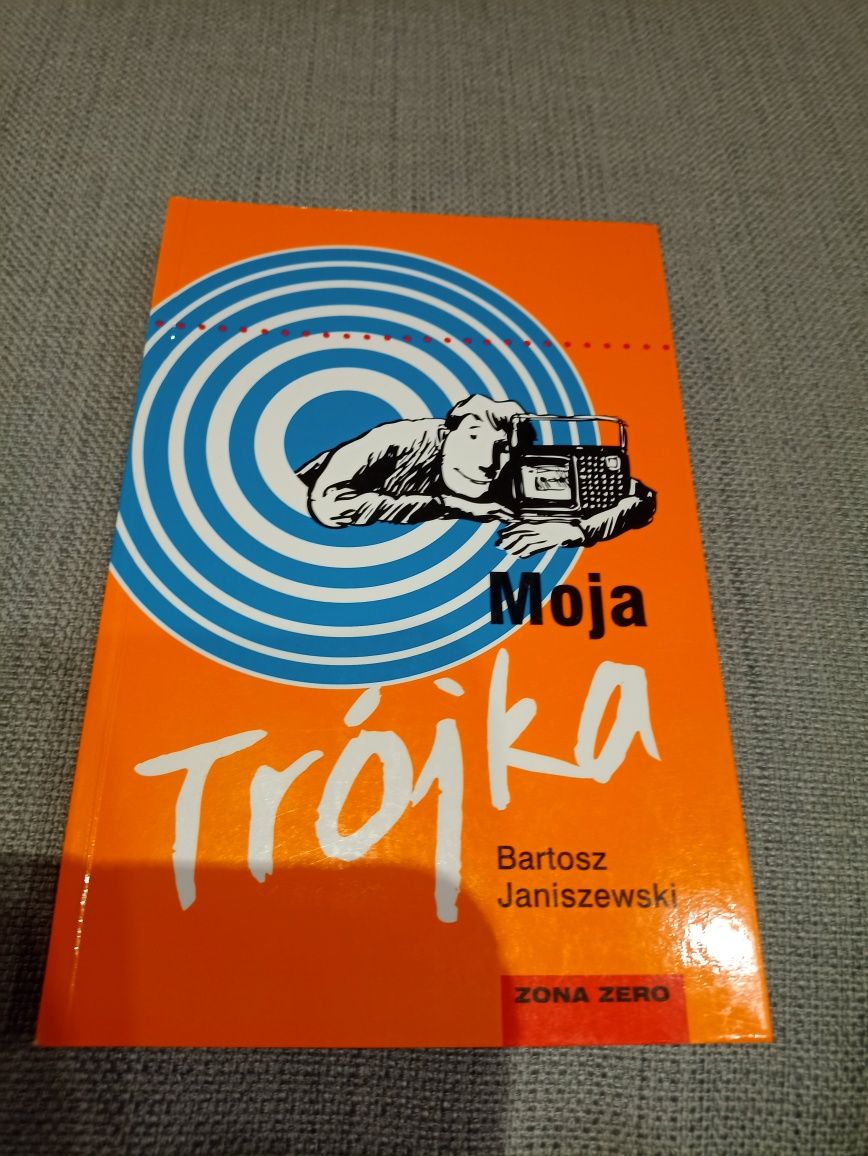 Moja
Trójka
Bartosz
Janiszewski
ZONA ZERO